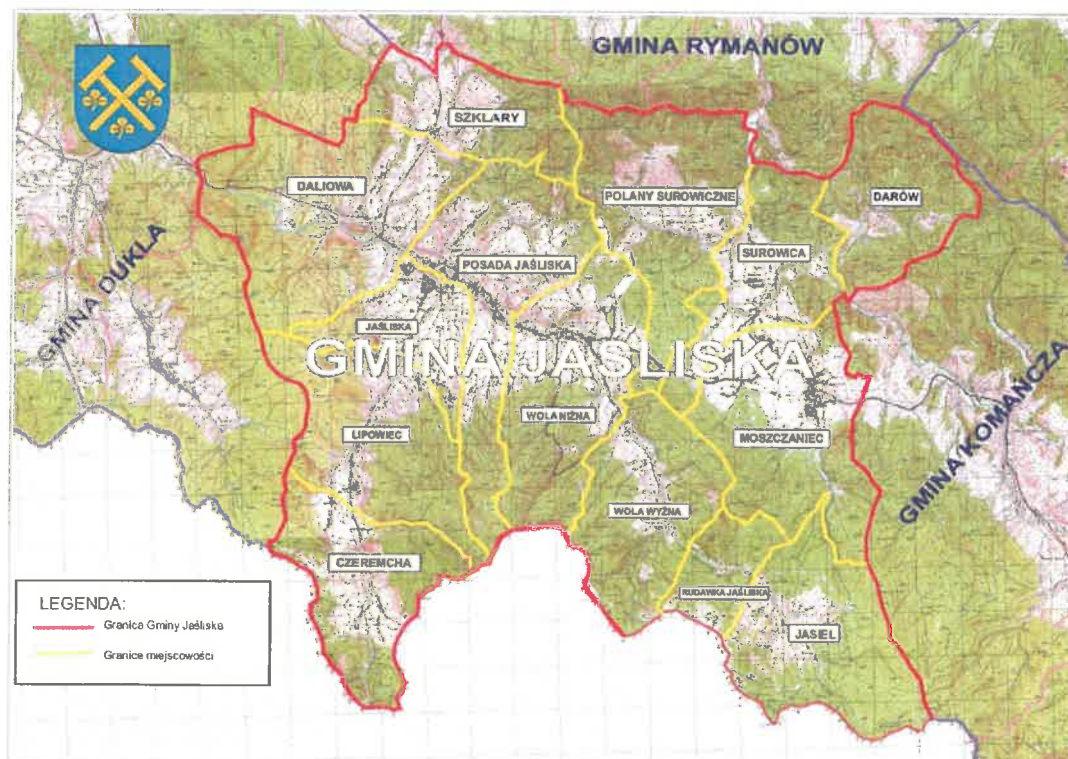 GMINA RYMANÓW
SZKLARY
DALIOWA
POLANY SUROWICZNE
DARÓW
GMINA DUKLA
POSADA JAŚLISKA
SUROWICA
JAŚLISKA
GMINA JAŚLISKA
WOLA NIŻNA
LIPOWIEC
MOSZCZANIEC
GMINA KOMAŃCZA
WOLA WYŻNA
CZEREMCHA
RUDAWKA JAŚLISKA
JASIEL
LEGENDA:
Granica Gminy Jaśliska
Granice miejscowości